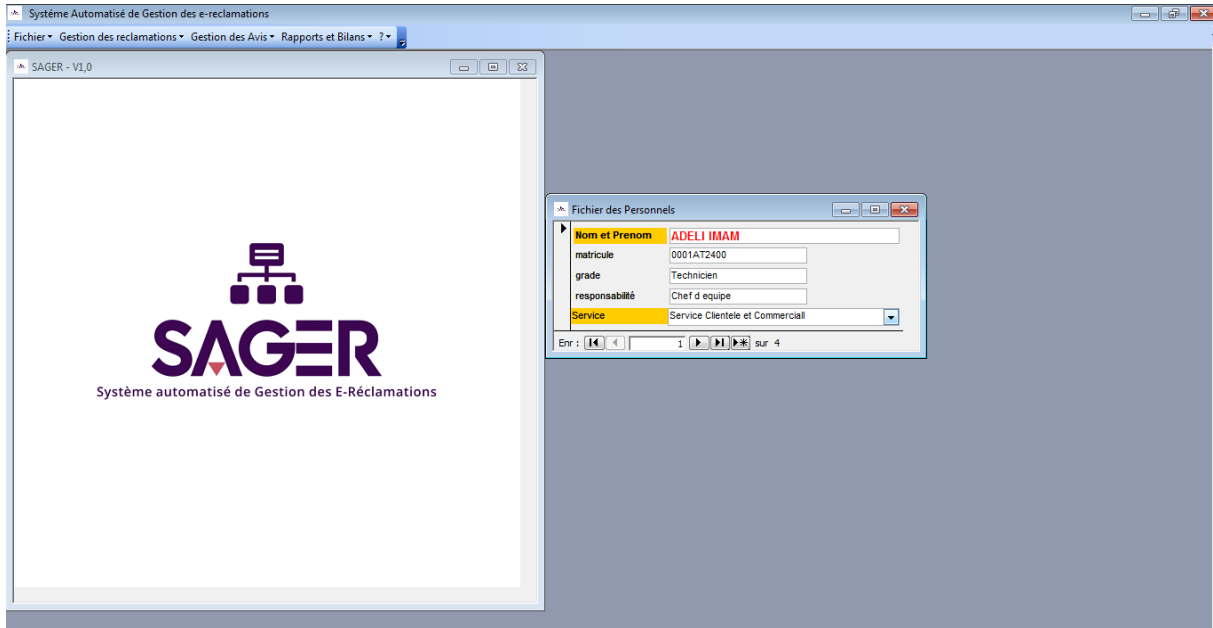 Systéme Automatisé de Gestion des e-reclamations
Fichier Gestion des reclamations Gestion des Avis Rapports et Bilans ?
SAGER - V1,0
SAGER
Système automatisé de Gestion des E-Réclamations
Fichier des Personnels
Nom et Prenom ADELI IMAM
matricule 0001AT2400
grade Technicien
responsabilité Chef d equipe
Service Service Clientele et Commerciall
Enr : 1 sur 4